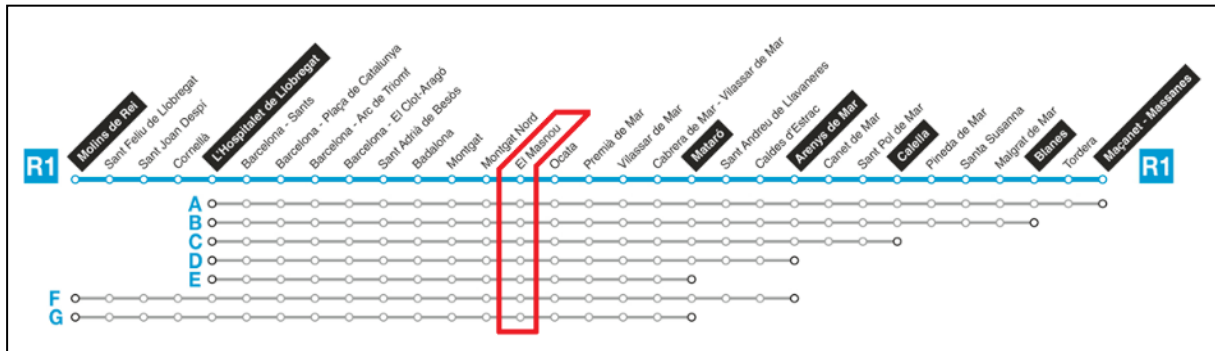 R1
Molins de Rei
Sant Feliu de Llobregat
Sant Joan Despí
Cornellà
L'Hospitalet de Llobregat
Barcelona - Sants
Barcelona - Plaça de Catalunya
Barcelona - Arc de Triomf
Barcelona - El Clot-Aragó
Sant Adrià de Besòs
Badalona
Montgat
Montgat Nord
El Masnou
Ocata
Premià de Mar
Vilassar de Mar
Cabrera de Mar - Vilassar de Mar
Mataró
Sant Andreu de Llavaneres
Caldes d'Estrac
Arenys de Mar
Canet de Mar
Sant Pol de Mar
Calella
Pineda de Mar
Santa Susanna
Malgrat de Mar
Blanes
Tordera
Maçanet - Massanes
R1
A
B
C
D
E
F
G